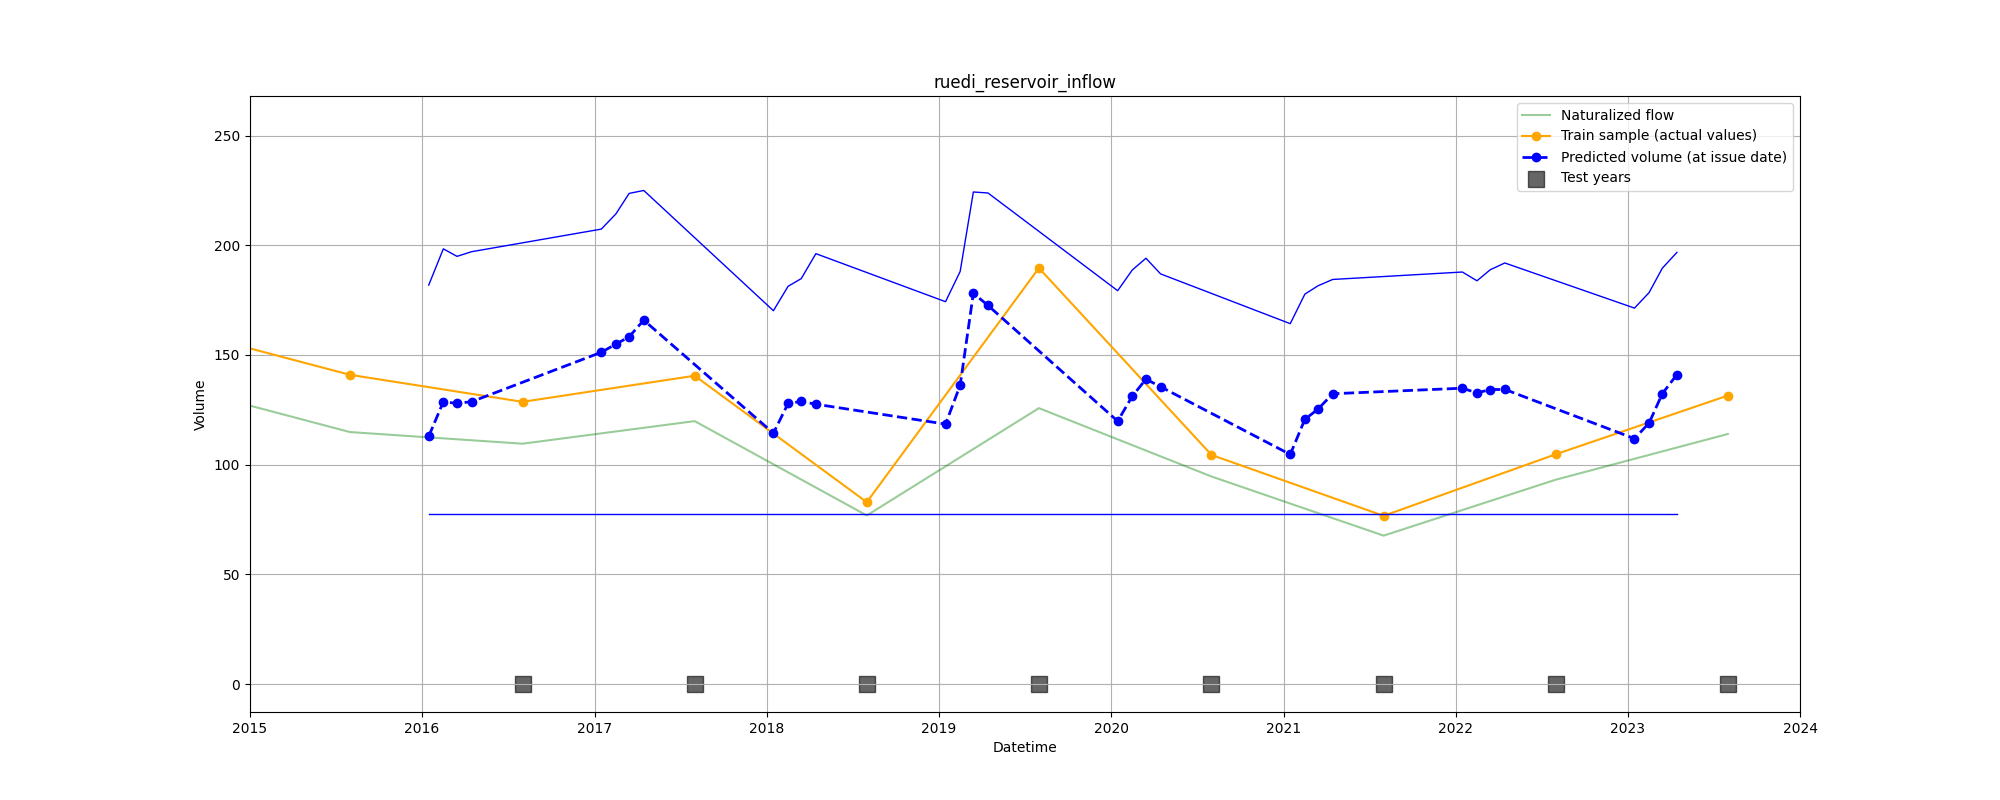 ruedi_reservoir_inflow
Naturalized flow
Train sample (actual values)
Predicted volume (at issue date)
Test years
Volume
250
200
150
100
50
0
2015 2016 2017 2018 2019 2020 2021 2022 2023 2024
Datetime